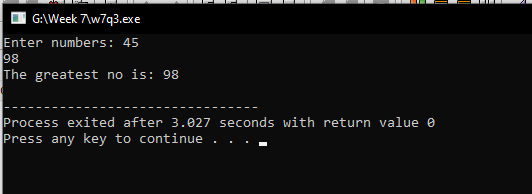 G:\Week 7\w7q3.exe
Enter numbers: 45
98
The greatest no is: 98
--------------------------------
Process exited after 3.027 seconds with return value 0
Press any key to continue . . .